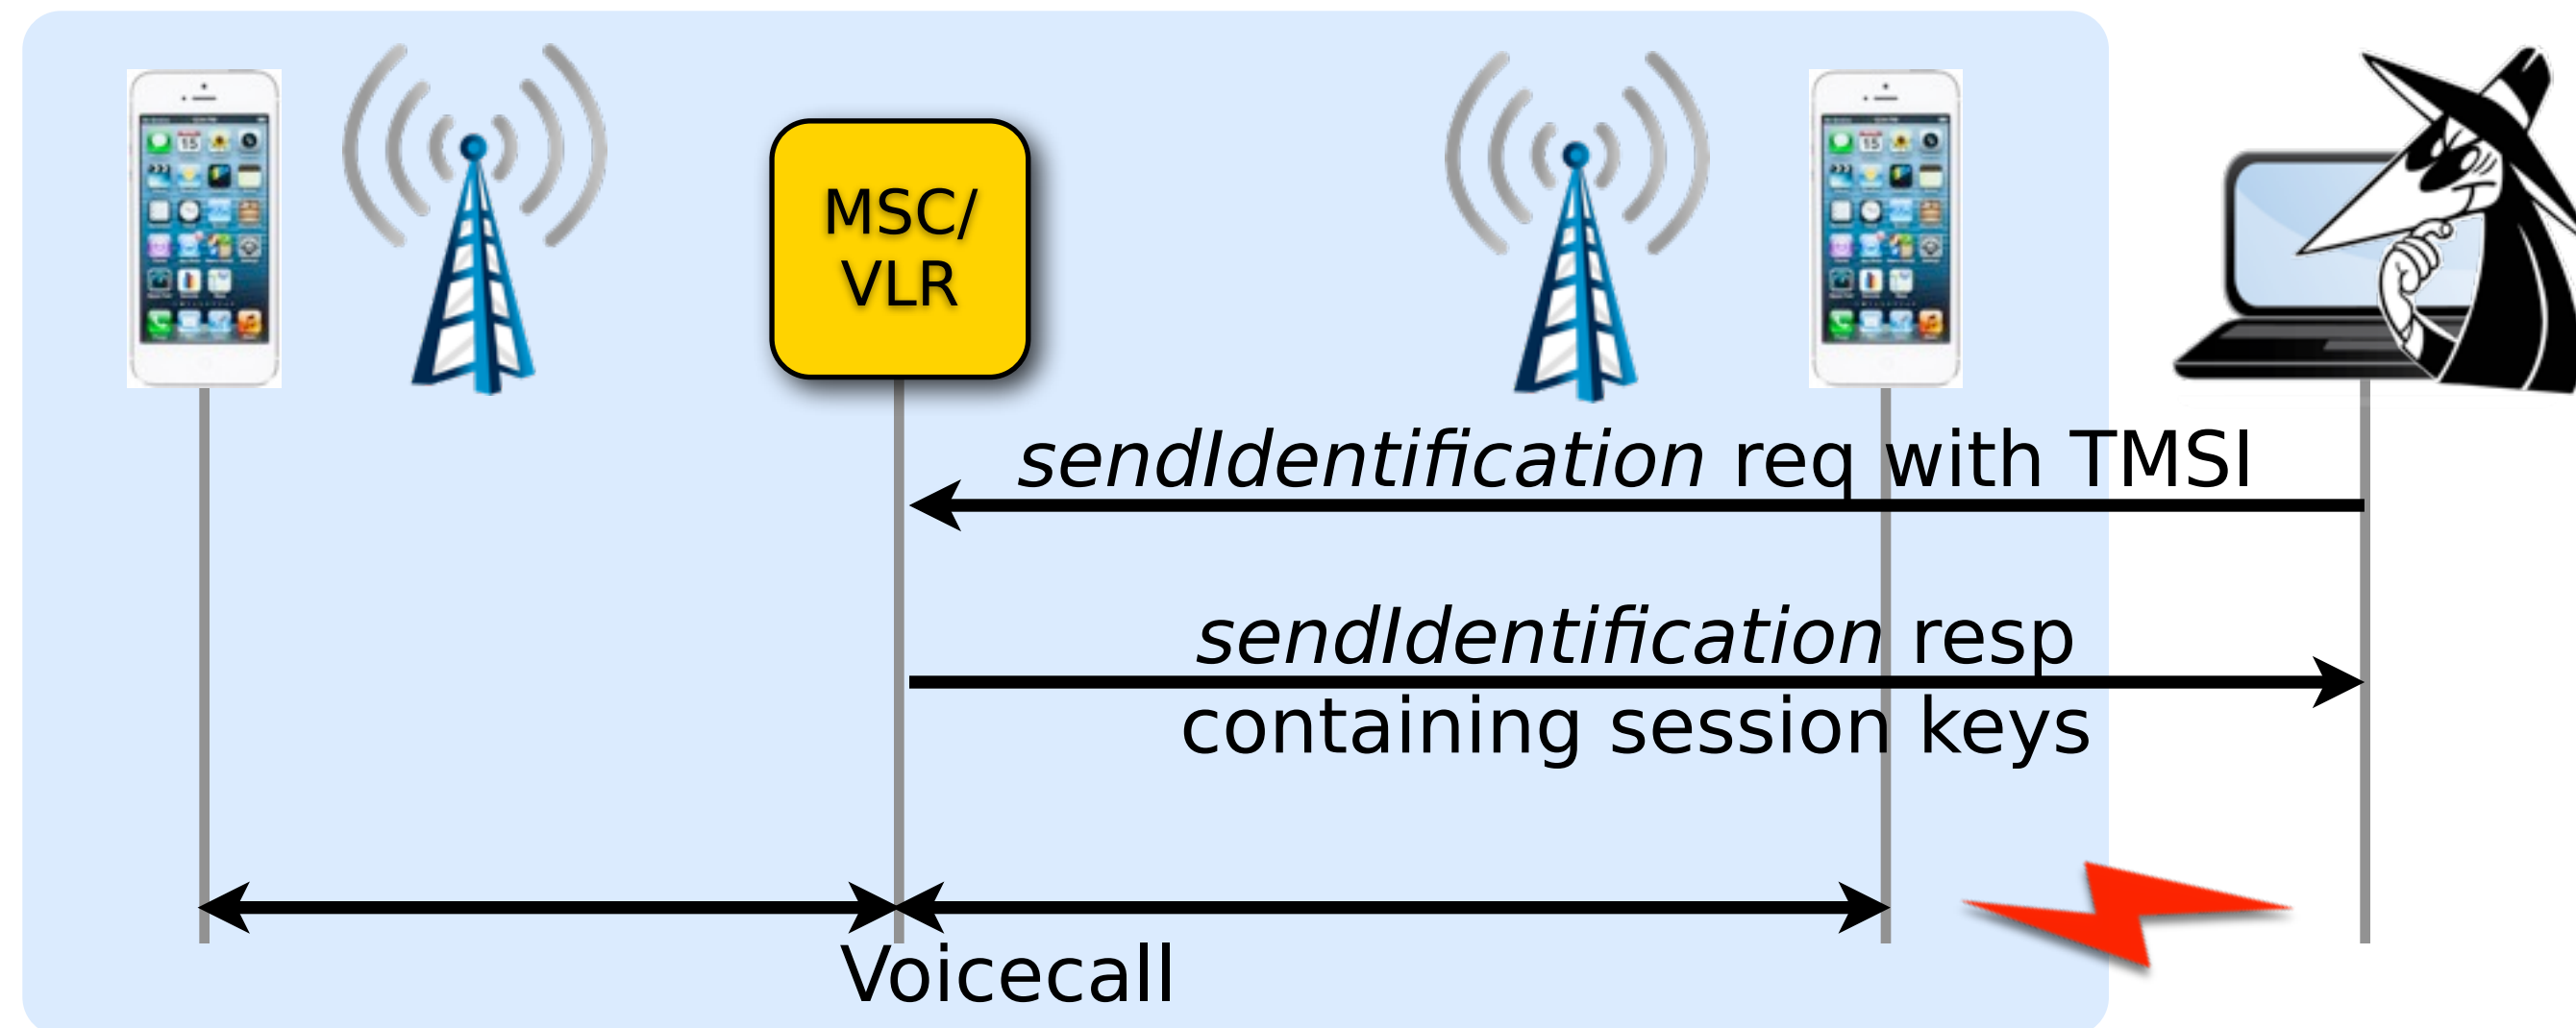 MSC/
VLR
sendIdentification req with TMSI
sendIdentification resp
containing session keys
Voicecall